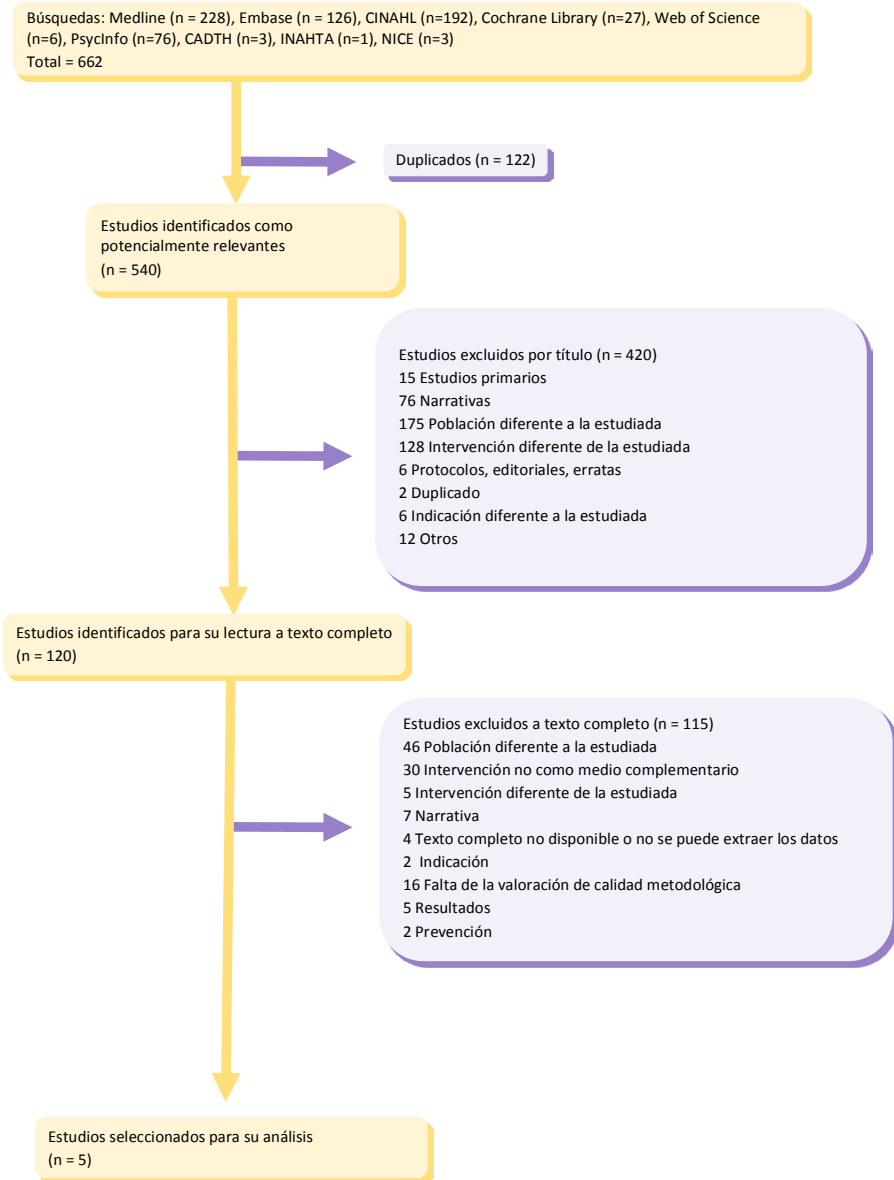 Búsquedas: Medline (n = 228), Embase (n = 126), CINAHL (n=192), Cochrane Library (n=27), Web of Science
(n=6), PsycInfo (n=76), CADTH (n=3), INAHTA (n=1), NICE (n=3)
Total = 662
Duplicados (n = 122)
Estudios identificados como
potencialmente relevantes
(n = 540)
Estudios excluidos por título (n = 420)
15 Estudios primarios
76 Narrativas
175 Población diferente a la estudiada
128 Intervención diferente de la estudiada
6 Protocolos, editoriales, erratas
2 Duplicado
6 Indicación diferente a la estudiada
12 Otros
Estudios identificados para su lectura a texto completo
(n = 120)
Estudios excluidos a texto completo (n = 115)
46 Población diferente a la estudiada
30 Intervención no como medio complementario
5 Intervención diferente de la estudiada
7 Narrativa
4 Texto completo no disponible o no se puede extraer los datos
2 Indicación
16 Falta de la valoración de calidad metodológica
5 Resultados
2 Prevención
Estudios seleccionados para su análisis
(n = 5)